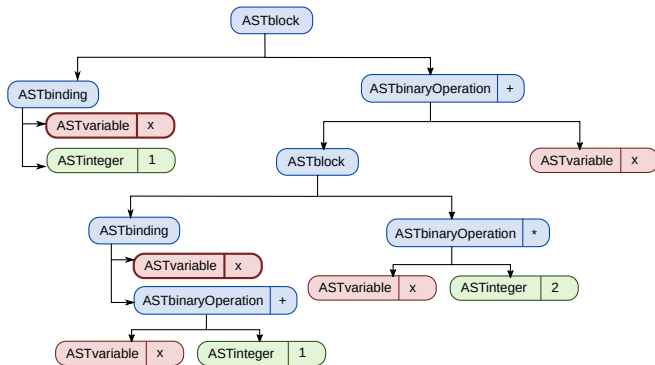 ASTblock
ASTbinding
ASTbinaryOperation +
ASTvariable x
ASTinteger 1
ASTblock
ASTvariable x
ASTbinding
ASTbinaryOperation *
ASTvariable x
ASTvariable x
ASTinteger 2
ASTbinaryOperation +
ASTvariable x
ASTinteger 1